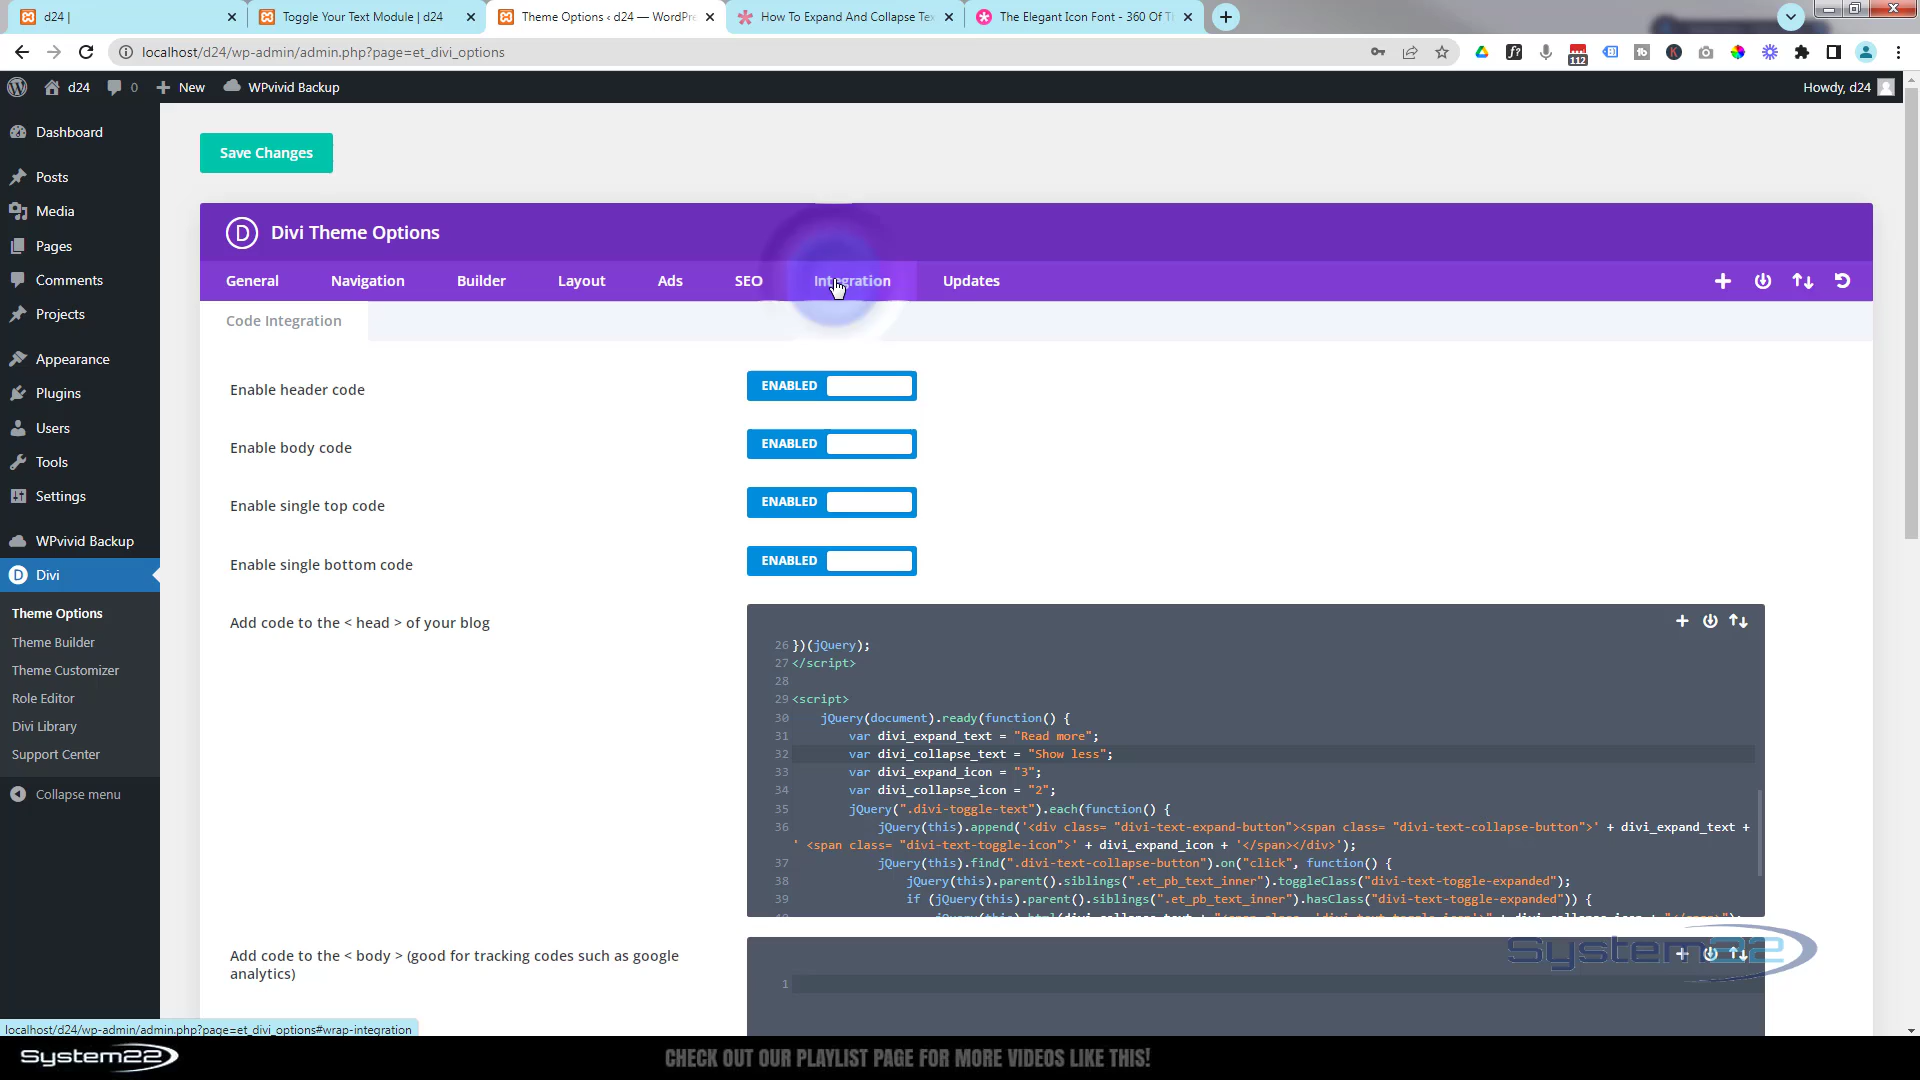 d24 |
Toggle Your Text Module | d24
Theme Options ‹ d24 — WordPre
How To Expand And Collapse Tex
The Elegant Icon Font - 360 Of T
localhost/d24/wp-admin/admin.php?page=et_divi_options
112
d24
0
New
WPvivid Backup
Howdy, d24
Dashboard
Posts
Media
Pages
Comments
Projects
Appearance
Plugins
Users
Tools
Settings
WPvivid Backup
Divi
Theme Options
Theme Builder
Theme Customizer
Role Editor
Divi Library
Support Center
Collapse menu
Save Changes
Divi Theme Options
General
Navigation
Builder
Layout
Ads
SEO
Integration
Updates
Code Integration
Enable header code
ENABLED
Enable body code
ENABLED
Enable single top code
ENABLED
Enable single bottom code
ENABLED
Add code to the < head > of your blog
26 })(jQuery);
27 </script>
28
29 <script>
30 jQuery(document).ready(function() {
31 var divi_expand_text = "Read more";
32 var divi_collapse_text = "Show less";
33 var divi_expand_icon = "3";
34 var divi_collapse_icon = "2";
35 jQuery(".divi-toggle-text").each(function() {
36 jQuery(this).append('<div class= "divi-text-expand-button"><span class= "divi-text-collapse-button">' + divi_expand_text +
' <span class= "divi-text-toggle-icon">' + divi_expand_icon + '</span></div>');
37 jQuery(this).find(".divi-text-collapse-button").on("click", function() {
38 jQuery(this).parent().siblings(".et_pb_text_inner").toggleClass("divi-text-toggle-expanded");
39 if (jQuery(this).parent().siblings(".et_pb_text_inner").hasClass("divi-text-toggle-expanded")) {
Add code to the < body > (good for tracking codes such as google
analytics)
1
System22
localhost/d24/wp-admin/admin.php?page=et_divi_options#wrap-integration
System22
CHECK OUT OUR PLAYLIST PAGE FOR MORE VIDEOS LIKE THIS!